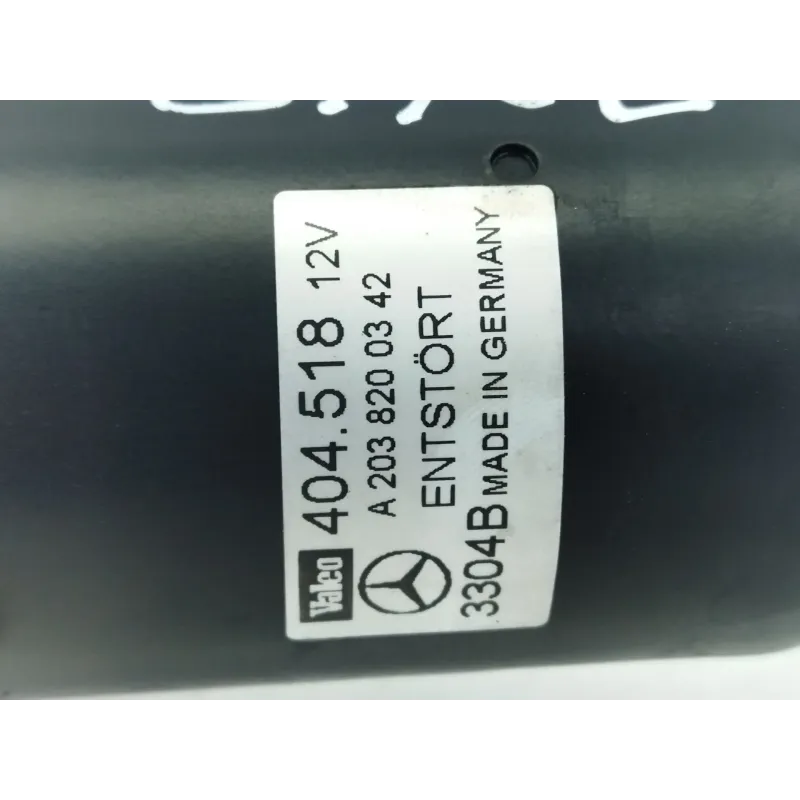 Valeo 404.518 12V
A 203 820 03 42
ENTSTÖRT
3304B MADE IN GERMANY